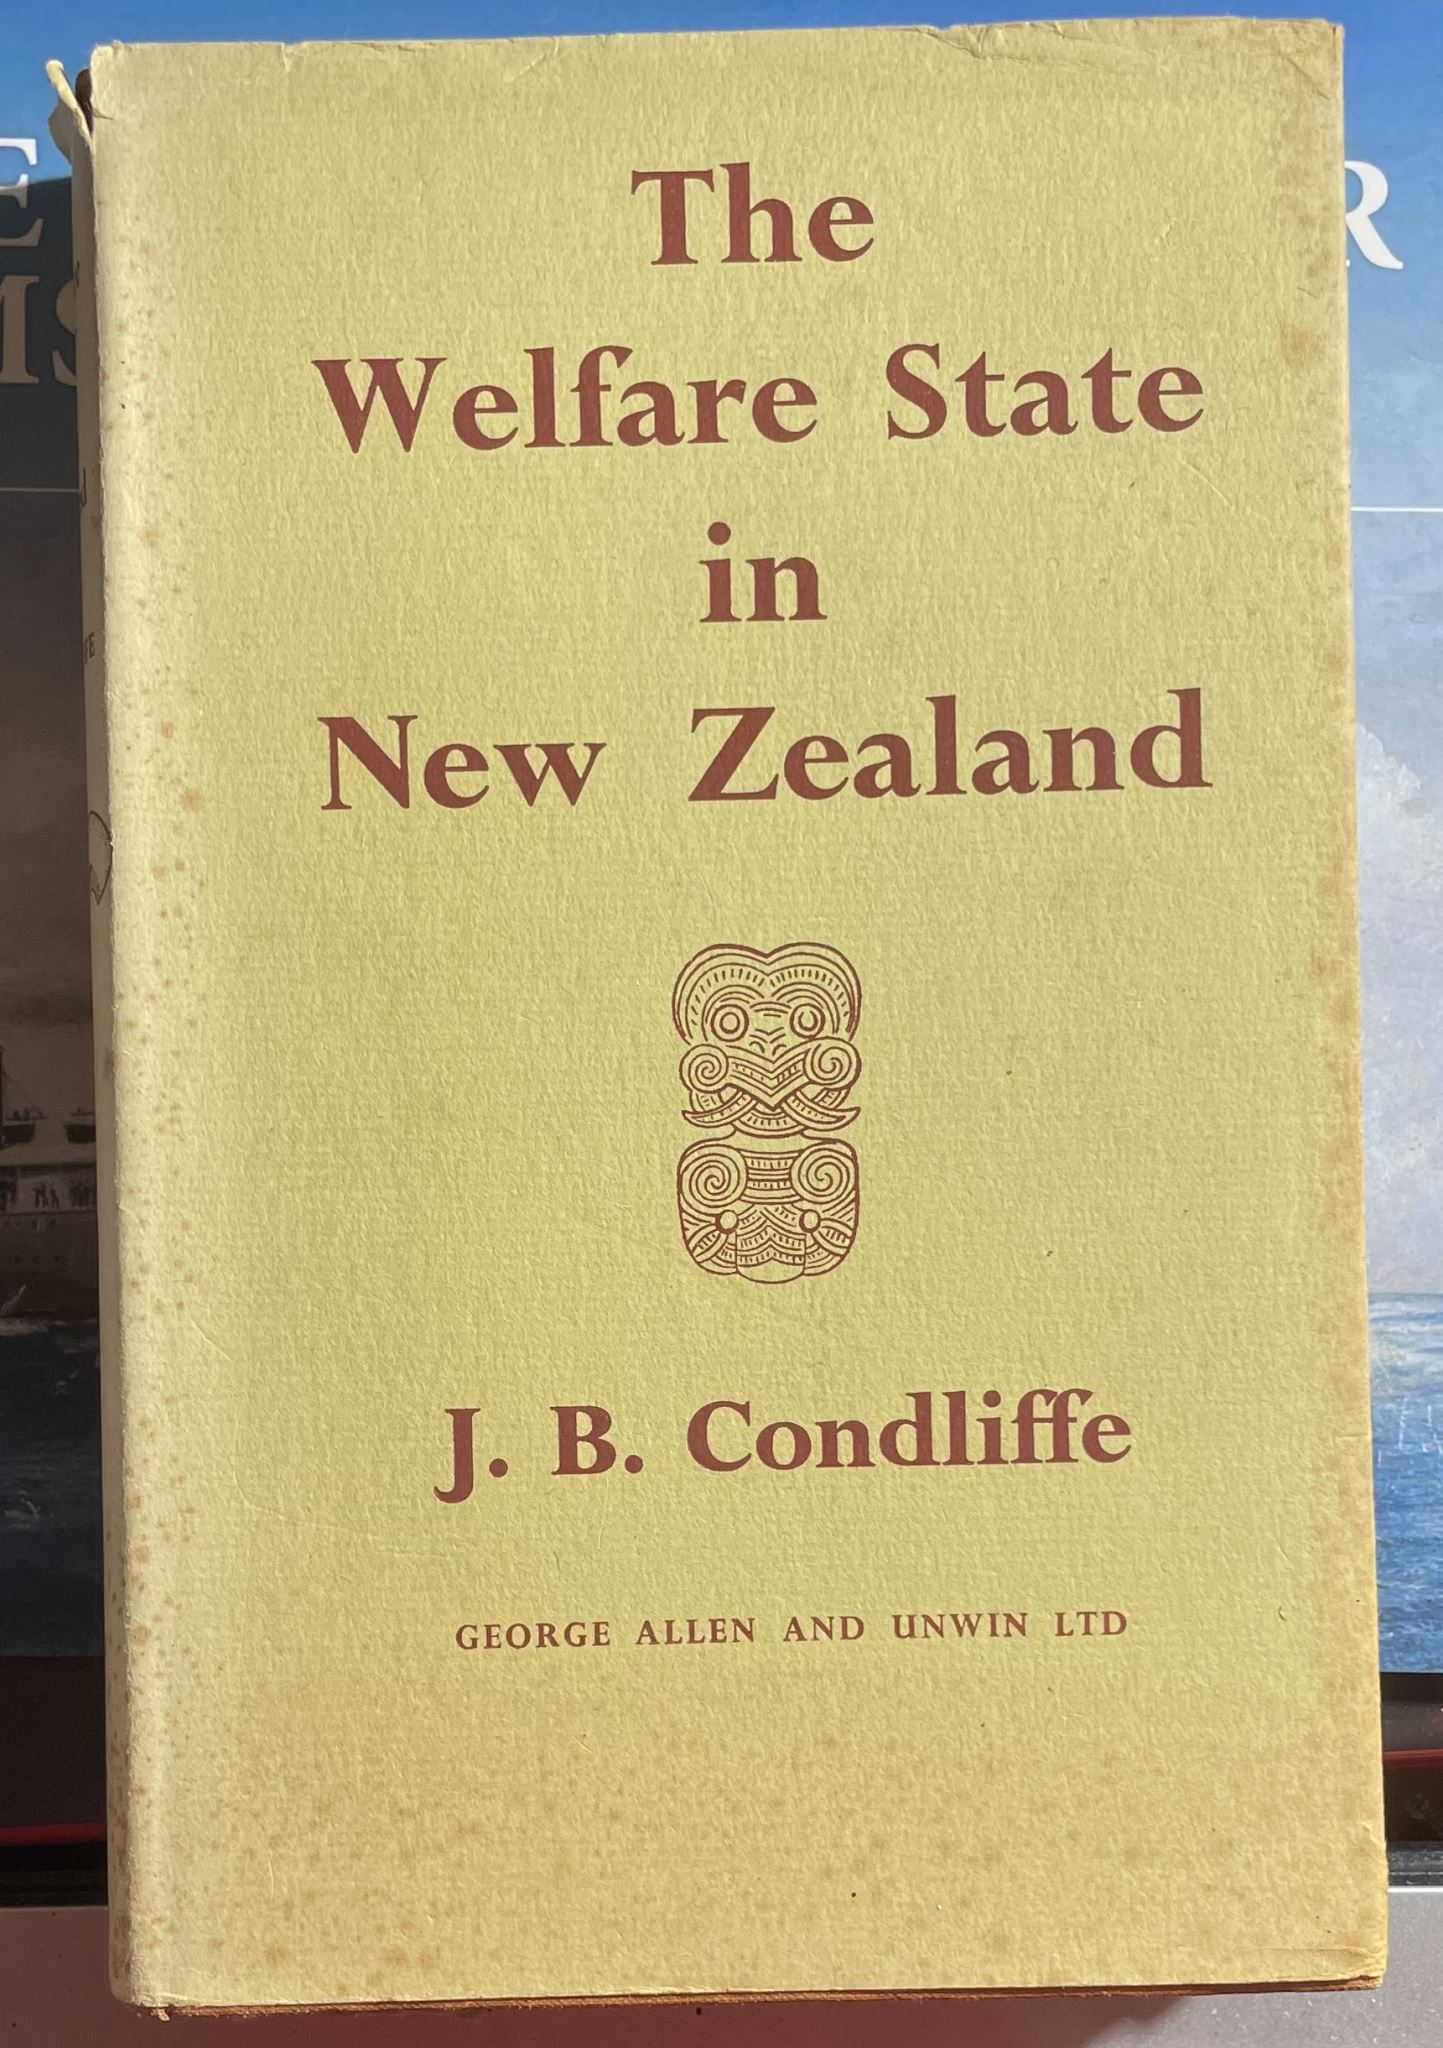 The
Welfare State
in
New Zealand
J. B. Condliffe
GEORGE ALLEN AND UNWIN LTD